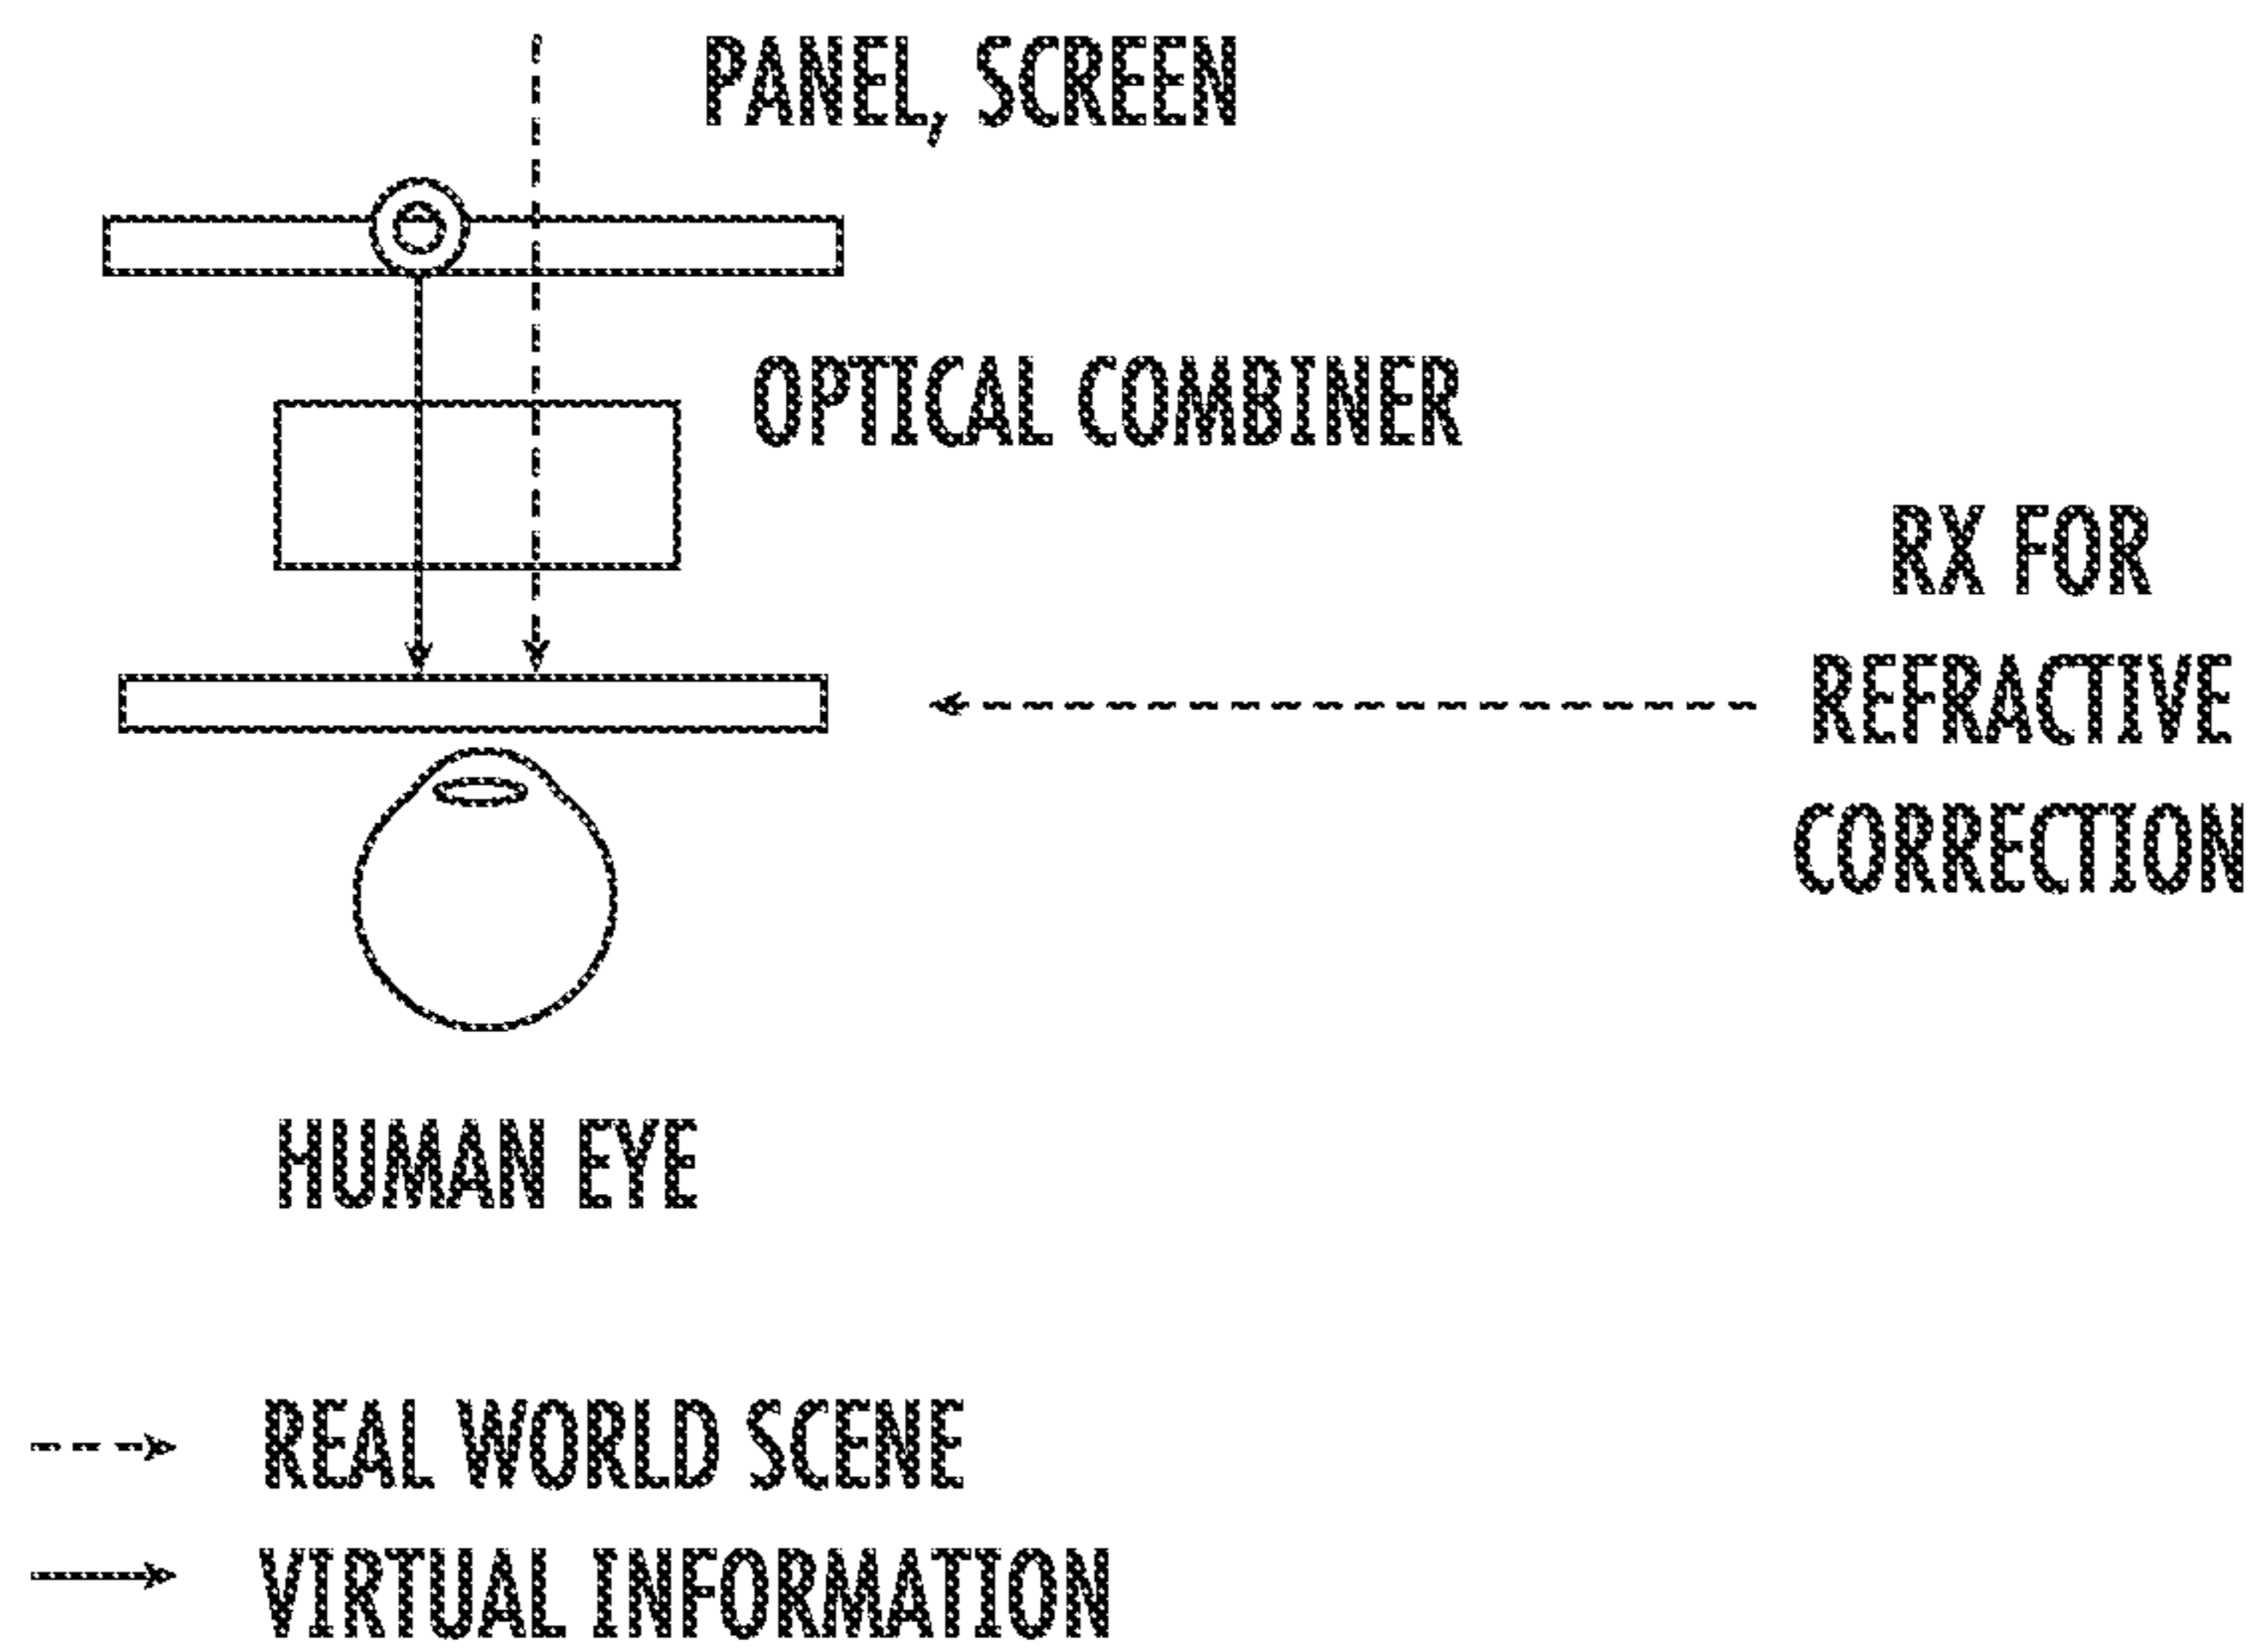 PANEL, SCREEN
OPTICAL COMBINER
RX FOR
REFRACTIVE
CORRECTION
HUMAN EYE
REAL WORLD SCENE
VIRTUAL INFORMATION